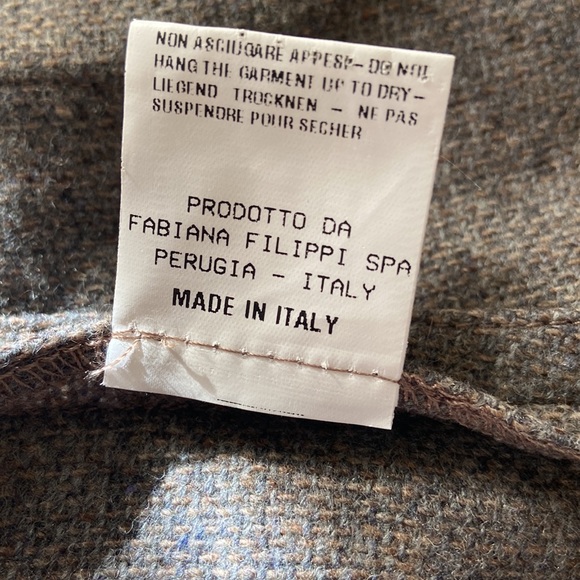 NON ASCIUGARE APPESI- DO NOT
HANG THE GARMENT UP TO DRY-
LIEGEND TROCKNEN - NE PAS
SUSPENDRE POUR SECHER
PRODOTTO DA
FABIANA FILIPPI SPA
PERUGIA - ITALY
MADE IN ITALY